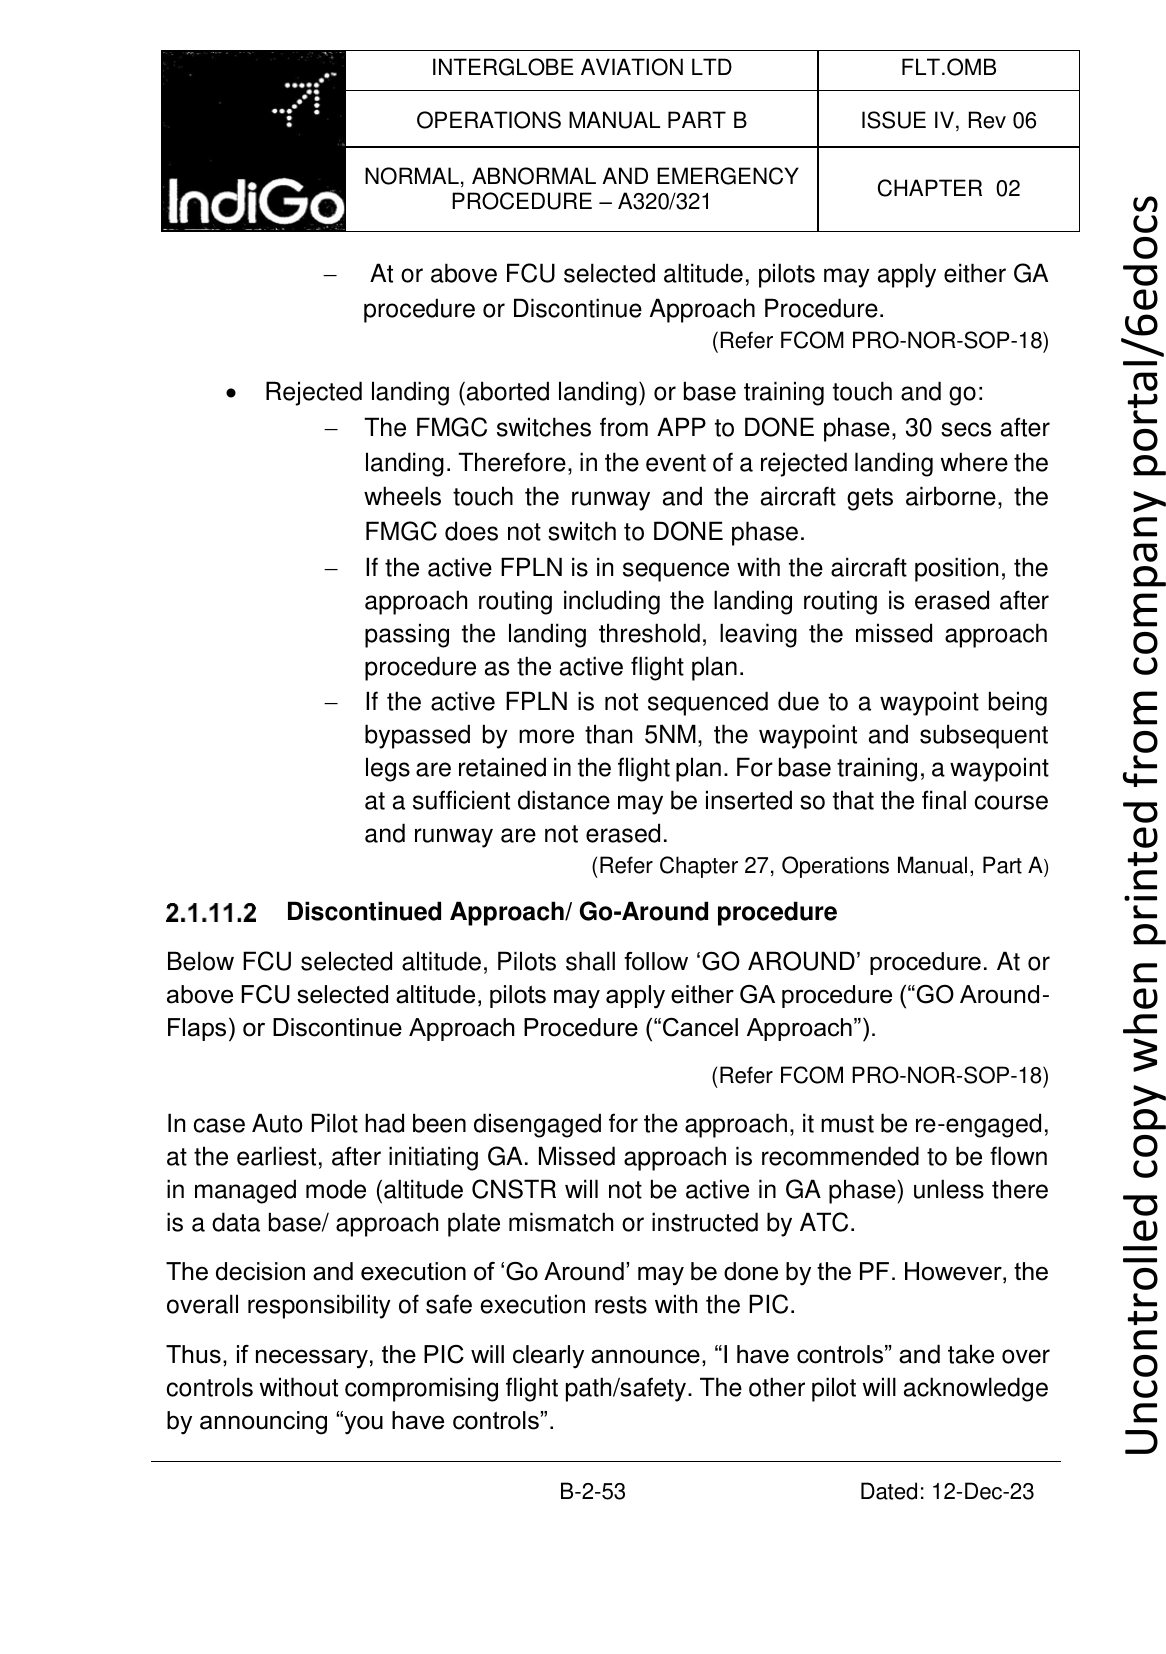 IndiGo
INTERGLOBE AVIATION LTD
FLT.OMB
OPERATIONS MANUAL PART B
ISSUE IV, Rev 06
NORMAL, ABNORMAL AND EMERGENCY
PROCEDURE – A320/321
CHAPTER 02
– At or above FCU selected altitude, pilots may apply either GA
procedure or Discontinue Approach Procedure.
(Refer FCOM PRO-NOR-SOP-18)
• Rejected landing (aborted landing) or base training touch and go:
– The FMGC switches from APP to DONE phase, 30 secs after
landing. Therefore, in the event of a rejected landing where the
wheels touch the runway and the aircraft gets airborne, the
FMGC does not switch to DONE phase.
– If the active FPLN is in sequence with the aircraft position, the
approach routing including the landing routing is erased after
passing the landing threshold, leaving the missed approach
procedure as the active flight plan.
– If the active FPLN is not sequenced due to a waypoint being
bypassed by more than 5NM, the waypoint and subsequent
legs are retained in the flight plan. For base training, a waypoint
at a sufficient distance may be inserted so that the final course
and runway are not erased.
(Refer Chapter 27, Operations Manual, Part A)
2.1.11.2 Discontinued Approach/ Go-Around procedure
Below FCU selected altitude, Pilots shall follow ‘GO AROUND’ procedure. At or
above FCU selected altitude, pilots may apply either GA procedure (“GO Around-
Flaps) or Discontinue Approach Procedure (“Cancel Approach”).
(Refer FCOM PRO-NOR-SOP-18)
In case Auto Pilot had been disengaged for the approach, it must be re-engaged,
at the earliest, after initiating GA. Missed approach is recommended to be flown
in managed mode (altitude CNSTR will not be active in GA phase) unless there
is a data base/ approach plate mismatch or instructed by ATC.
The decision and execution of ‘Go Around’ may be done by the PF. However, the
overall responsibility of safe execution rests with the PIC.
Thus, if necessary, the PIC will clearly announce, “I have controls” and take over
controls without compromising flight path/safety. The other pilot will acknowledge
by announcing “you have controls”.
B-2-53
Dated: 12-Dec-23
Uncontrolled copy when printed from company portal/6edocs